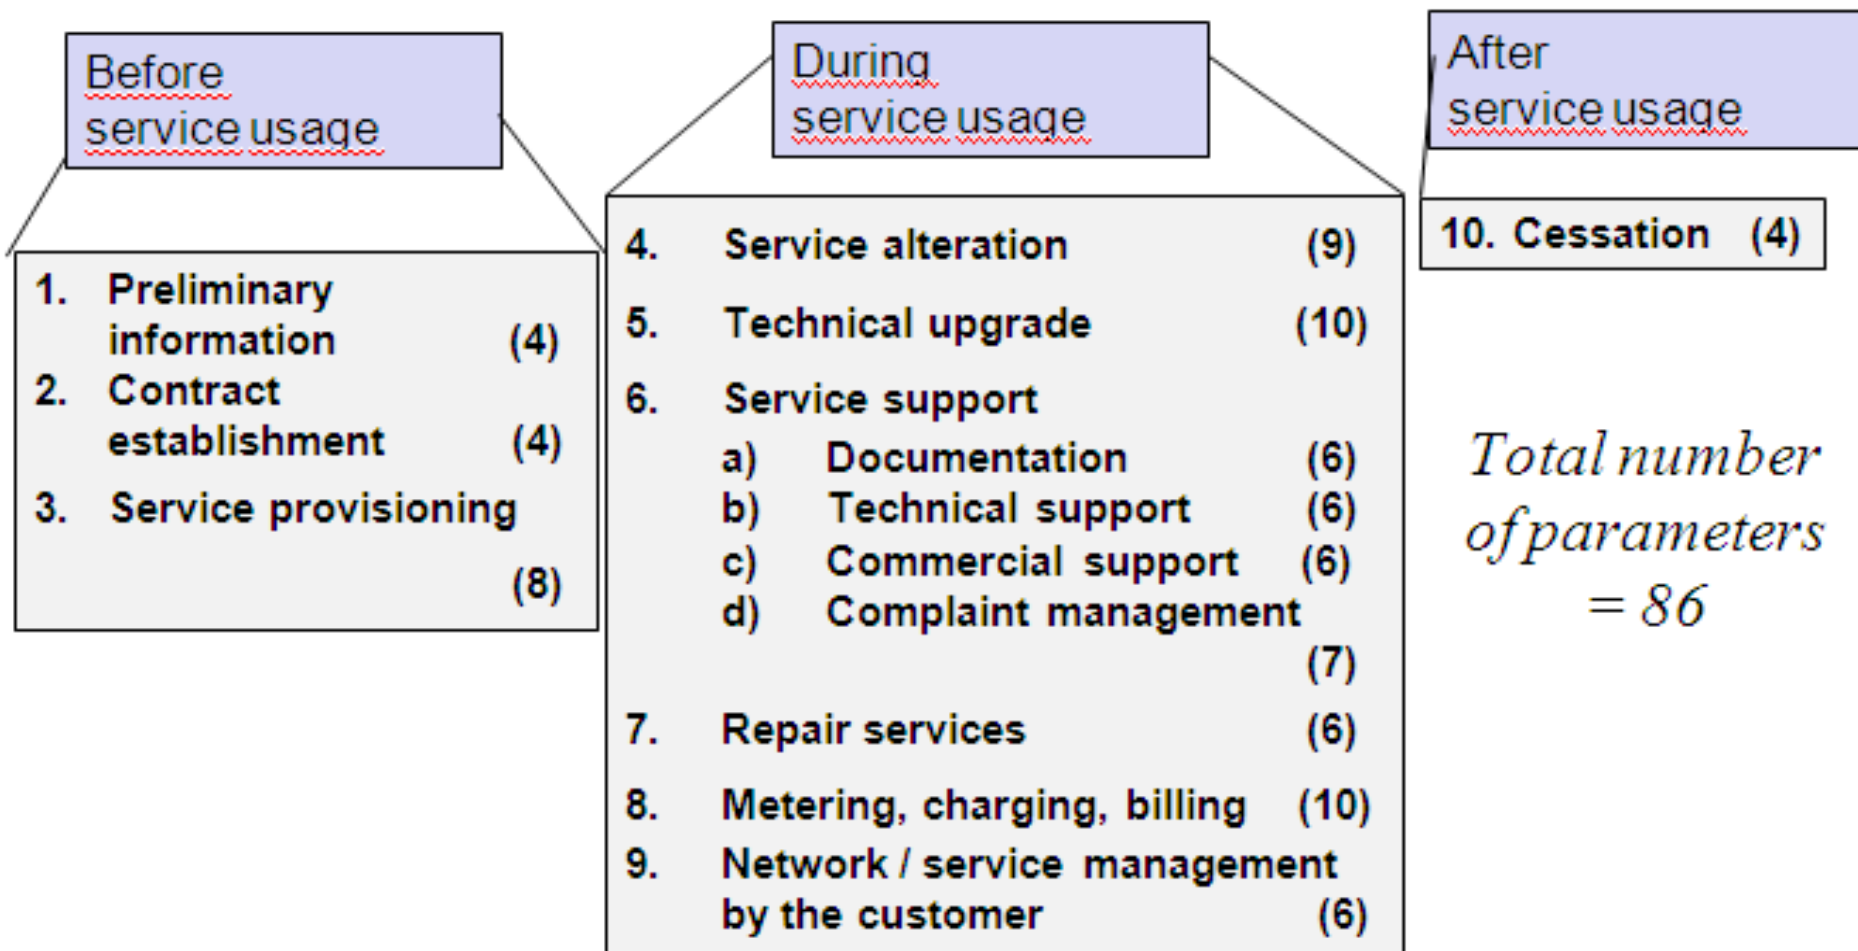 Before
service usage
1. Preliminary
information (4)
2. Contract
establishment (4)
3. Service provisioning
(8)
During
service usage
4. Service alteration (9)
5. Technical upgrade (10)
6. Service support
a) Documentation (6)
b) Technical support (6)
c) Commercial support (6)
d) Complaint management
(7)
7. Repair services (6)
8. Metering, charging, billing (10)
9. Network / service management
by the customer (6)
After
service usage
10. Cessation (4)
Total number
of parameters
= 86